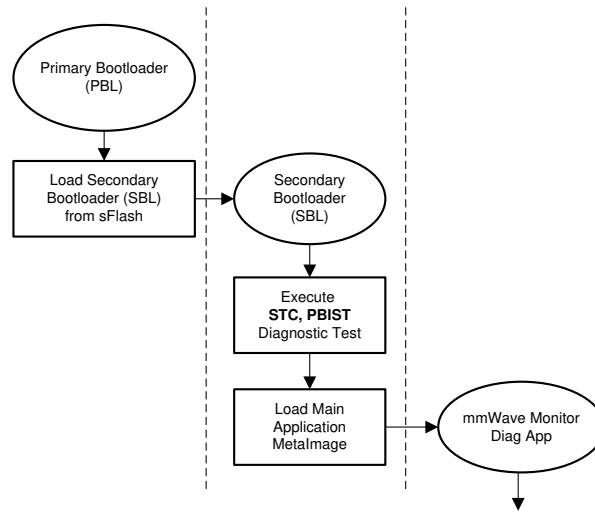 Primary Bootloader
(PBL)
Load Secondary
Bootloader (SBL)
from sFlash
Secondary
Bootloader
(SBL)
Execute
STC, PBIST
Diagnostic Test
Load Main
Application
MetaImage
mmWave Monitor
Diag App